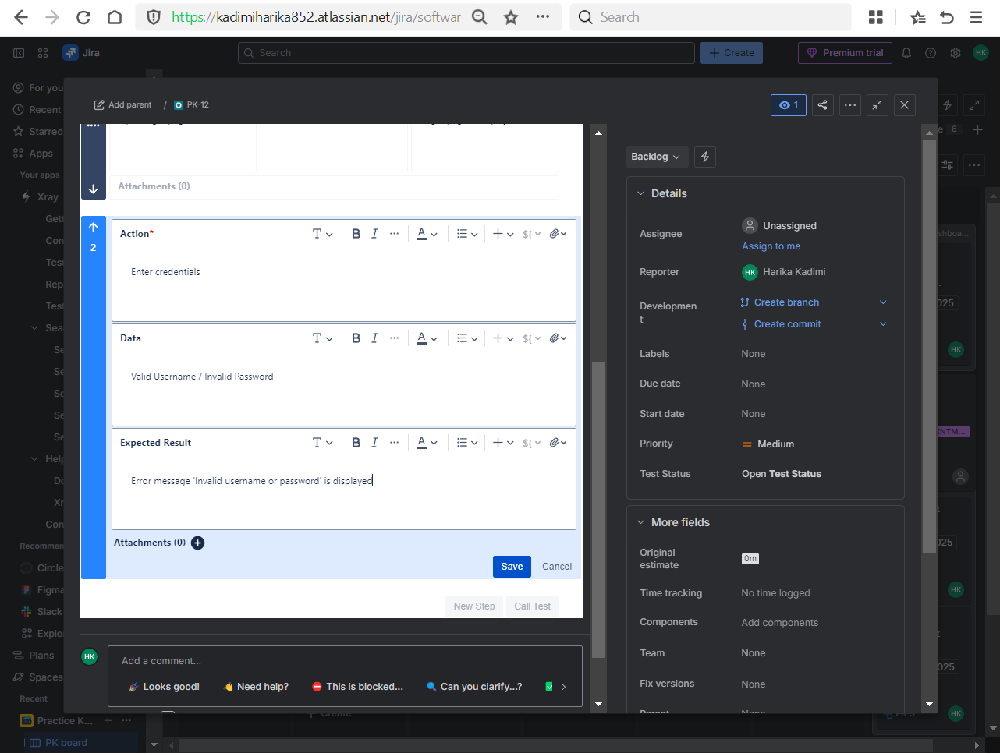 https://kadimiharika852.atlassian.net/jira/software
Search
Jira
Search
Create
Premium trial
HK
For you
Recent
Starred
Apps
Your apps
Xray
Recent
Practice K...
PK board
Plans
Spaces
Slack
Add parent / PK-12
1
Attachments (0)
2
Action*
Enter credentials
Data
Valid Username / Invalid Password
Expected Result
Error message 'Invalid username or password' is displayed
Attachments (0)
Save
Cancel
New Step
Call Test
HK
Add a comment...
Looks good!
Need help?
This is blocked...
Can you clarify...?
Backlog
Details
Assignee
Unassigned
Assign to me
Reporter
HK
Harika Kadimi
Developmen
t
Create branch
Create commit
Labels
None
Due date
None
Start date
None
Priority
Medium
Test Status
Open Test Status
More fields
Original
estimate
0m
Time tracking
No time logged
Components
Add components
Team
None
Fix versions
None